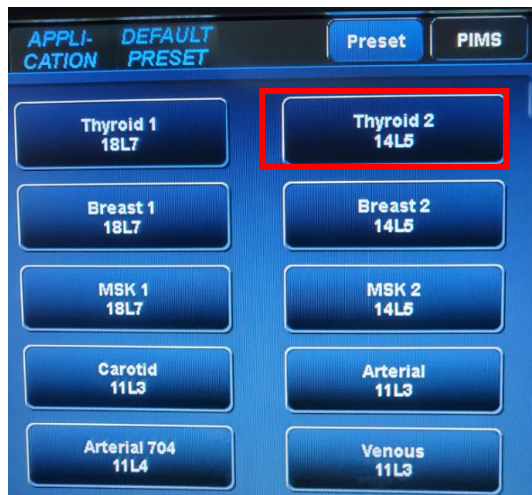 APPLI-
CATION
DEFAULT
PRESET
Preset
PIMS
Thyroid 1
18L7
Thyroid 2
14L5
Breast 1
18L7
Breast 2
14L5
MSK 1
18L7
MSK 2
14L5
Carotid
11L3
Arterial
11L3
Arterial 704
11L4
Venous
11L3